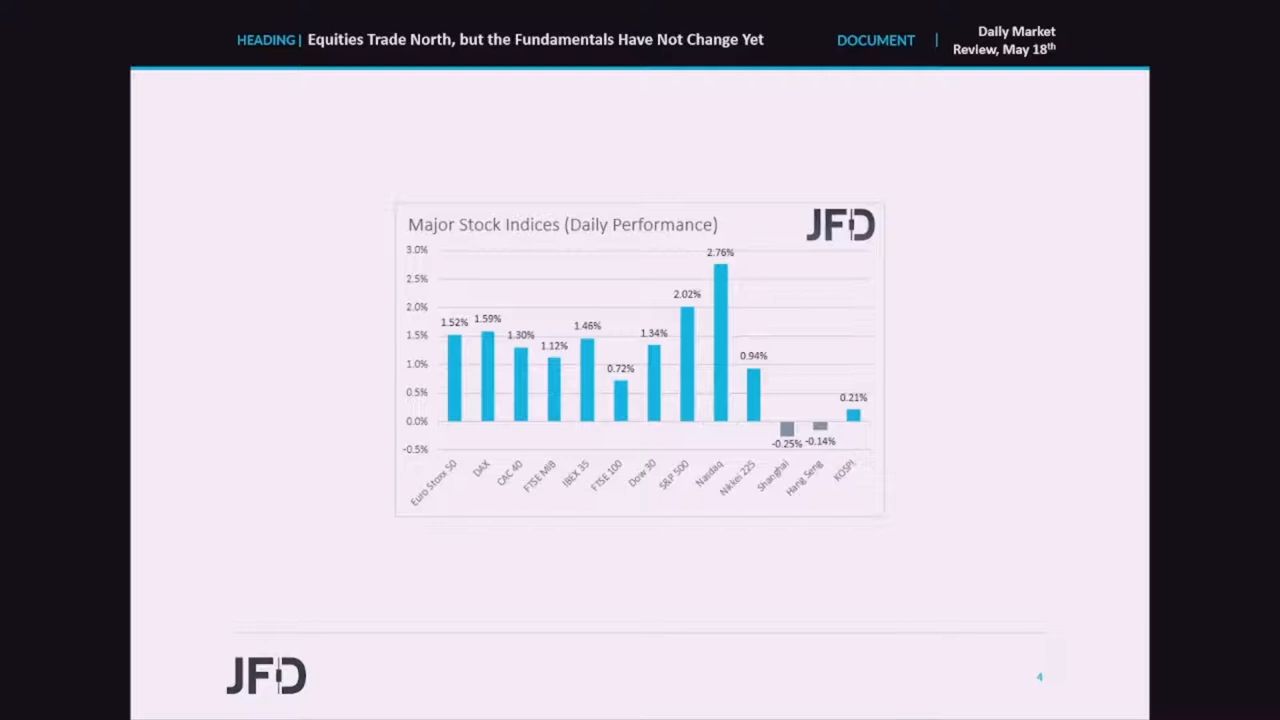 HEADING| Equities Trade North, but the Fundamentals Have Not Change Yet
DOCUMENT | Daily Market
Review, May 18th
Major Stock Indices (Daily Performance)
JFD
3.0%
2.5%
2.0%
1.5%
1.0%
0.5%
0.0%
-0.5%
1.52%
1.59%
1.30%
1.12%
1.46%
0.72%
1.34%
2.02%
2.76%
0.94%
-0.25%
-0.14%
0.21%
Euro Stoxx 50
DAX
CAC 40
FTSE MIB
IBEX 35
FTSE 100
Dow 30
S&P 500
Nasdaq
Nikkei 225
Shanghai
Hang Seng
KOSPI
JFD
4